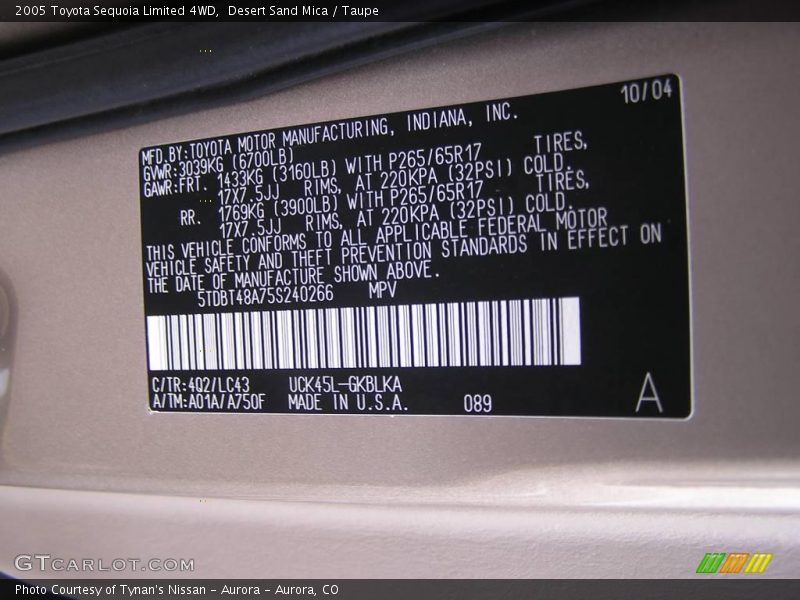 2005 Toyota Sequoia Limited 4WD, Desert Sand Mica / Taupe
10/04
MFD.BY:TOYOTA MOTOR MANUFACTURING, INDIANA, INC.
GVWR:3039KG (6700LB)
GAWR:FRT. 1433KG (3160LB) WITH P265/65R17 TIRES,
17X7.5JJ RIMS, AT 220KPA (32PSI) COLD.
RR. 1769KG (3900LB) WITH P265/65R17 TIRES,
17X7.5JJ RIMS, AT 220KPA (32PSI) COLD.
THIS VEHICLE CONFORMS TO ALL APPLICABLE FEDERAL MOTOR
VEHICLE SAFETY AND THEFT PREVENTION STANDARDS IN EFFECT ON
THE DATE OF MANUFACTURE SHOWN ABOVE.
5TDBT48A75S240266 MPV
C/TR:4Q2/LC43 UCK45L-GKBLKA
A/TM:A01A/A750F MADE IN U.S.A. 089 A
GTCARLOT.COM
Photo Courtesy of Tynan's Nissan - Aurora - Aurora, CO